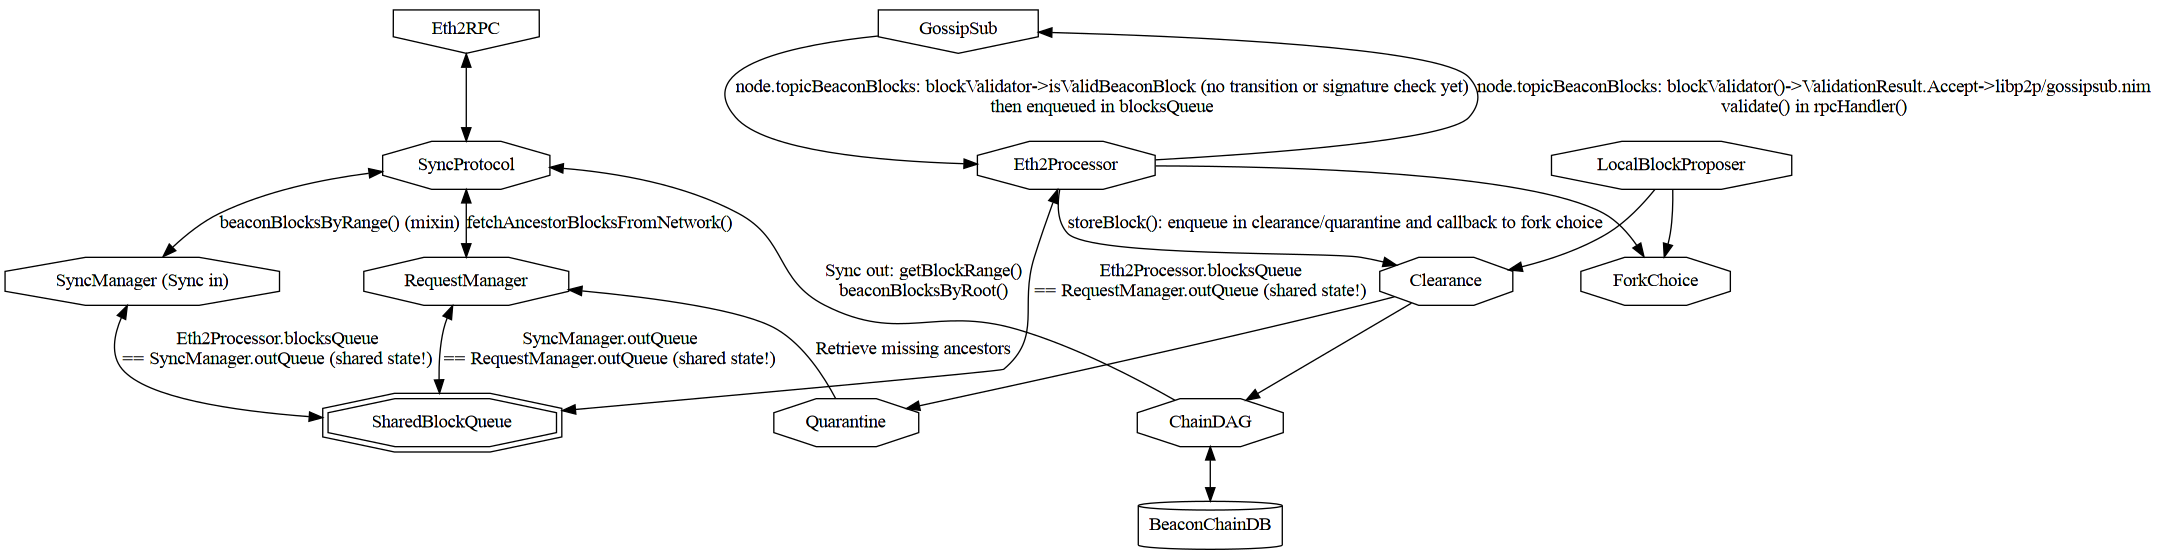 Eth2RPC
GossipSub
node.topicBeaconBlocks: blockValidator->isValidBeaconBlock (no transition or signature check yet)
then enqueued in blocksQueue
node.topicBeaconBlocks: blockValidator()->ValidationResult.Accept->libp2p/gossipsub.nim
validate() in rpcHandler()
SyncProtocol
Eth2Processor
LocalBlockProposer
beaconBlocksByRange() (mixin)
fetchAncestorBlocksFromNetwork()
storeBlock(): enqueue in clearance/quarantine and callback to fork choice
SyncManager (Sync in)
RequestManager
Sync out: getBlockRange()
beaconBlocksByRoot()
Eth2Processor.blocksQueue
== RequestManager.outQueue (shared state!)
Clearance
ForkChoice
Eth2Processor.blocksQueue
== SyncManager.outQueue (shared state!)
SyncManager.outQueue
== RequestManager.outQueue (shared state!)
Retrieve missing ancestors
SharedBlockQueue
Quarantine
ChainDAG
BeaconChainDB